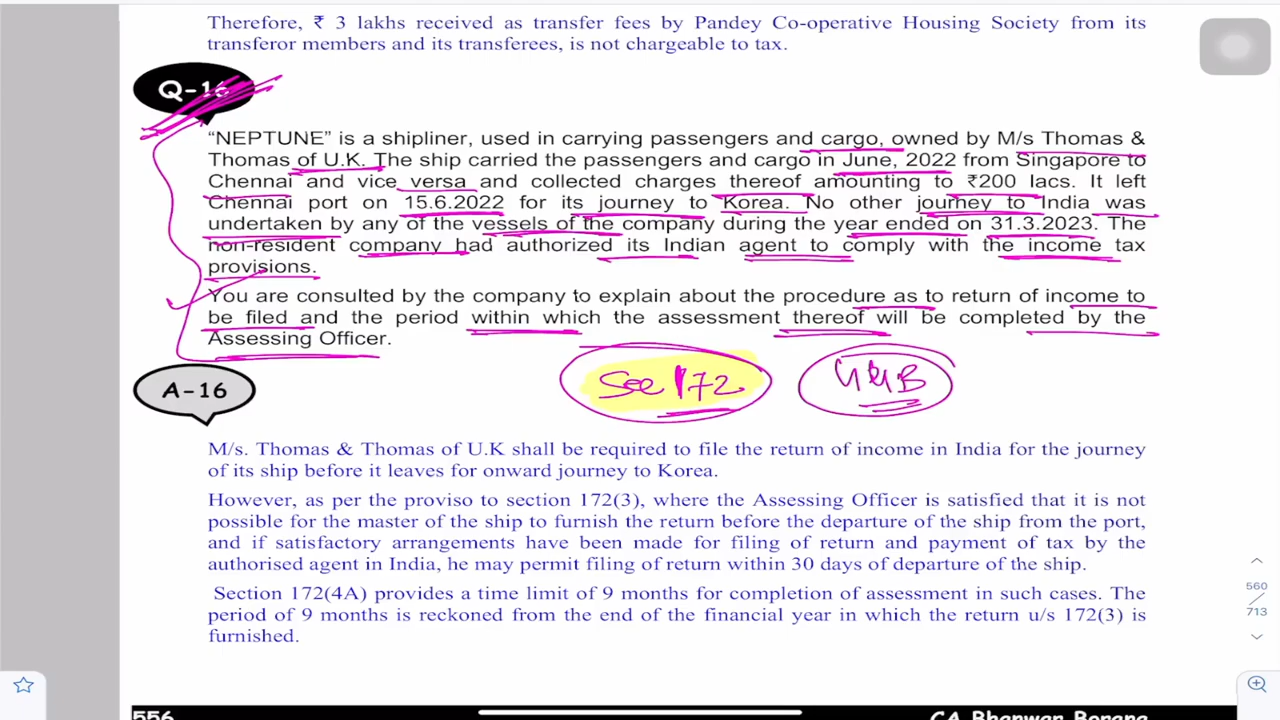 Therefore, ₹ 3 lakhs received as transfer fees by Pandey Co-operative Housing Society from its
transferor members and its transferees, is not chargeable to tax.
Q-16
“NEPTUNE” is a shipliner, used in carrying passengers and cargo, owned by M/s Thomas &
Thomas of U.K. The ship carried the passengers and cargo in June, 2022 from Singapore to
Chennai and vice versa and collected charges thereof amounting to ₹200 lacs. It left
Chennai port on 15.6.2022 for its journey to Korea. No other journey to India was
undertaken by any of the vessels of the company during the year ended on 31.3.2023. The
non-resident company had authorized its Indian agent to comply with the income tax
provisions.
You are consulted by the company to explain about the procedure as to return of income to
be filed and the period within which the assessment thereof will be completed by the
Assessing Officer.
See 172 44B
A-16
M/s. Thomas & Thomas of U.K shall be required to file the return of income in India for the journey
of its ship before it leaves for onward journey to Korea.
However, as per the proviso to section 172(3), where the Assessing Officer is satisfied that it is not
possible for the master of the ship to furnish the return before the departure of the ship from the port,
and if satisfactory arrangements have been made for filing of return and payment of tax by the
authorised agent in India, he may permit filing of return within 30 days of departure of the ship.
Section 172(4A) provides a time limit of 9 months for completion of assessment in such cases. The
period of 9 months is reckoned from the end of the financial year in which the return u/s 172(3) is
furnished.
560
713
556 CA Bhanwar Borana